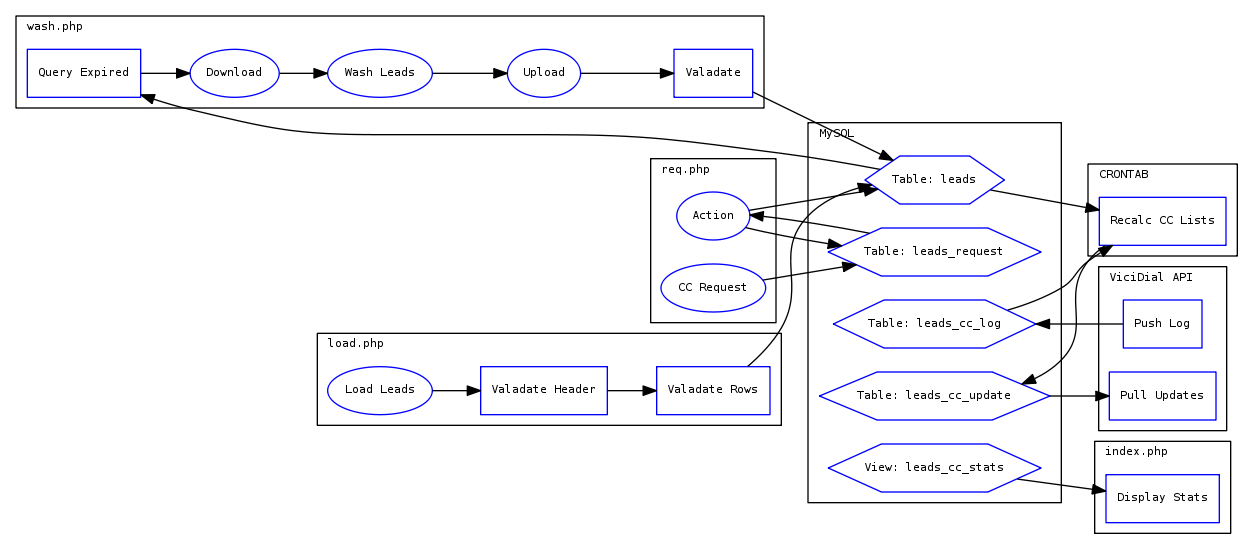 wash.php
Query Expired
Download
Wash Leads
Upload
Valadate
MySQL
Table: leads
Table: leads_request
Table: leads_cc_log
Table: leads_cc_update
View: leads_cc_stats
req.php
Action
CC Request
load.php
Load Leads
Valadate Header
Valadate Rows
CRONTAB
Recalc CC Lists
ViciDial API
Push Log
Pull Updates
index.php
Display Stats